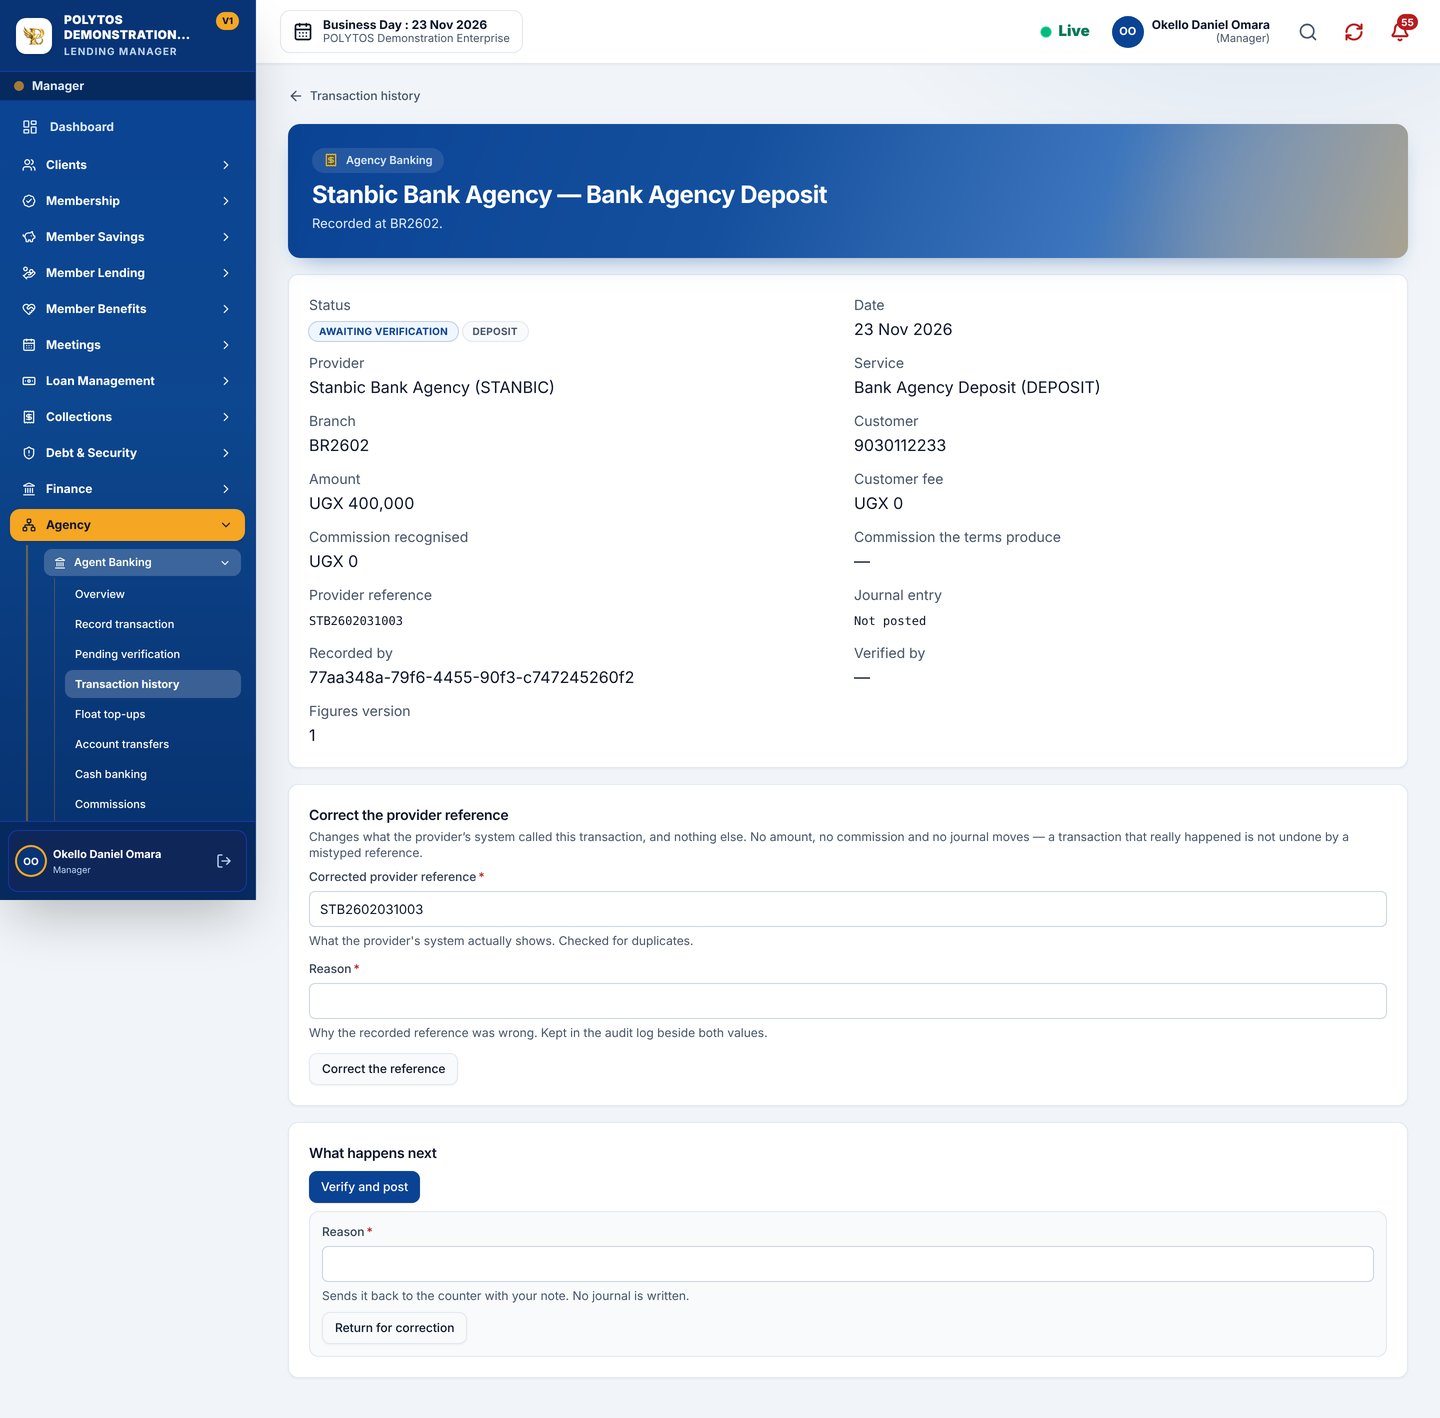 POLYTOS
DEMONSTRATION...
LENDING MANAGER
V1
Manager
Dashboard
Clients
Membership
Member Savings
Member Lending
Member Benefits
Meetings
Loan Management
Collections
Debt & Security
Finance
Agency
Agent Banking
Overview
Record transaction
Pending verification
Transaction history
Float top-ups
Account transfers
Cash banking
Commissions
OO
Okello Daniel Omara
Manager
Business Day : 23 Nov 2026
POLYTOS Demonstration Enterprise
Live
OO
Okello Daniel Omara
(Manager)
55
Transaction history
Agency Banking
Stanbic Bank Agency — Bank Agency Deposit
Recorded at BR2602.
Status
AWAITING VERIFICATION
DEPOSIT
Date
23 Nov 2026
Provider
Stanbic Bank Agency (STANBIC)
Service
Bank Agency Deposit (DEPOSIT)
Branch
BR2602
Customer
9030112233
Amount
UGX 400,000
Customer fee
UGX 0
Commission recognised
UGX 0
Commission the terms produce
—
Provider reference
STB2602031003
Journal entry
Not posted
Recorded by
77aa348a-79f6-4455-90f3-c747245260f2
Verified by
—
Figures version
1
Correct the provider reference
Changes what the provider’s system called this transaction, and nothing else. No amount, no commission and no journal moves — a transaction that really happened is not undone by a
mistyped reference.
Corrected provider reference *
STB2602031003
What the provider's system actually shows. Checked for duplicates.
Reason *
Why the recorded reference was wrong. Kept in the audit log beside both values.
Correct the reference
What happens next
Verify and post
Reason *
Sends it back to the counter with your note. No journal is written.
Return for correction